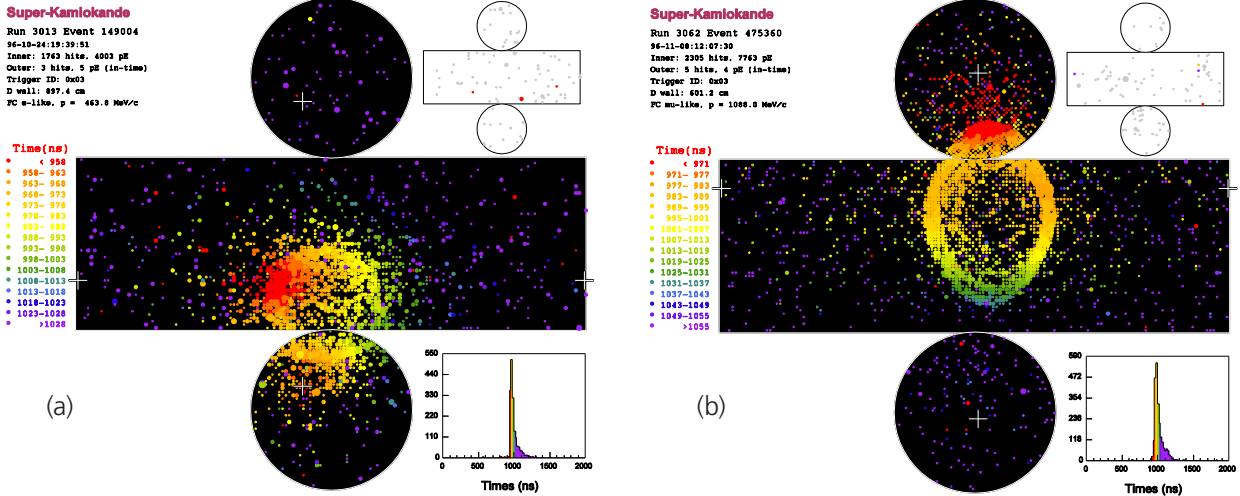 Super-Kamiokande
Run 3013 Event 149004
96-10-24:19:39:51
Inner: 1763 hits, 4003 pE
Outer: 3 hits, 5 pE (in-time)
Trigger ID: 0x03
D wall: 897.4 cm
FC e-like, p = 463.8 MeV/c
Time(ns)
< 958
958- 963
963- 968
968- 973
973- 978
978- 983
983- 988
988- 993
993- 998
998-1003
1003-1008
1008-1013
1013-1018
1018-1023
1023-1028
>1028
(a)
550
440
330
220
110
0
0 500 1000 1500 2000
Times (ns)
Super-Kamiokande
Run 3062 Event 475360
96-11-08:12:07:30
Inner: 2305 hits, 7763 pE
Outer: 5 hits, 4 pE (in-time)
Trigger ID: 0x03
D wall: 601.2 cm
FC mu-like, p = 1088.0 MeV/c
Time(ns)
< 971
971- 977
977- 983
983- 989
989- 995
995-1001
1001-1007
1007-1013
1013-1019
1019-1025
1025-1031
1031-1037
1037-1043
1043-1049
1049-1055
>1055
(b)
472
354
236
118
0
0 500 1000 1500 2000
Times (ns)